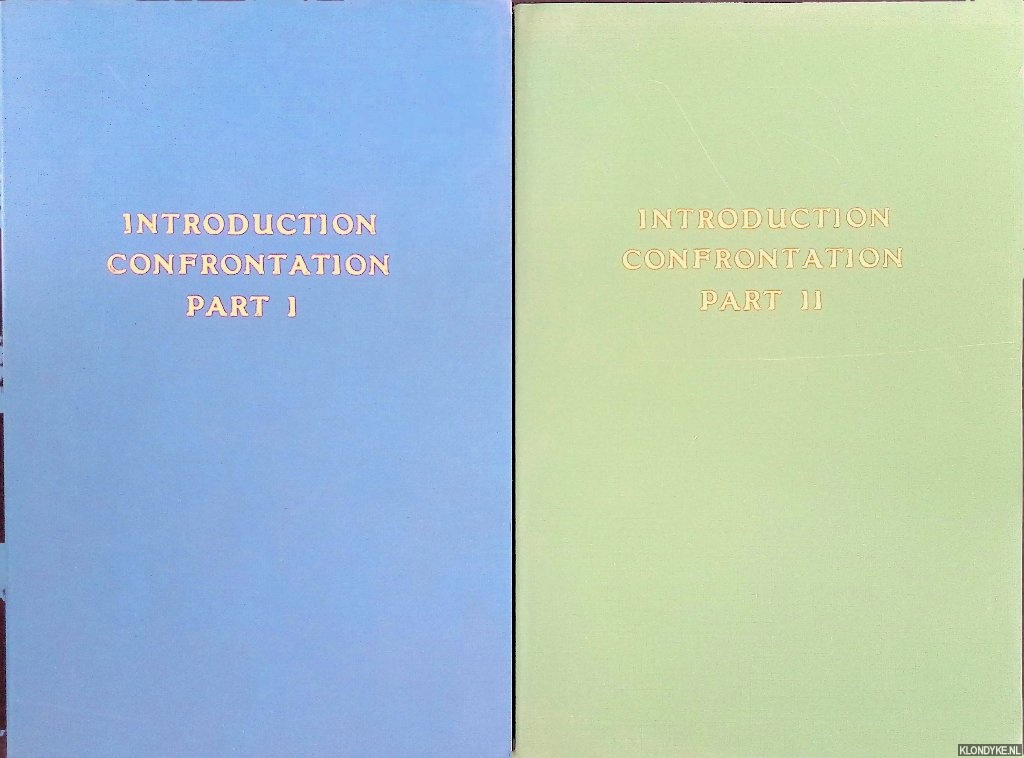 INTRODUCTION
CONFRONTATION
PART I
INTRODUCTION
CONFRONTATION
PART II
KLONDYKE.NL